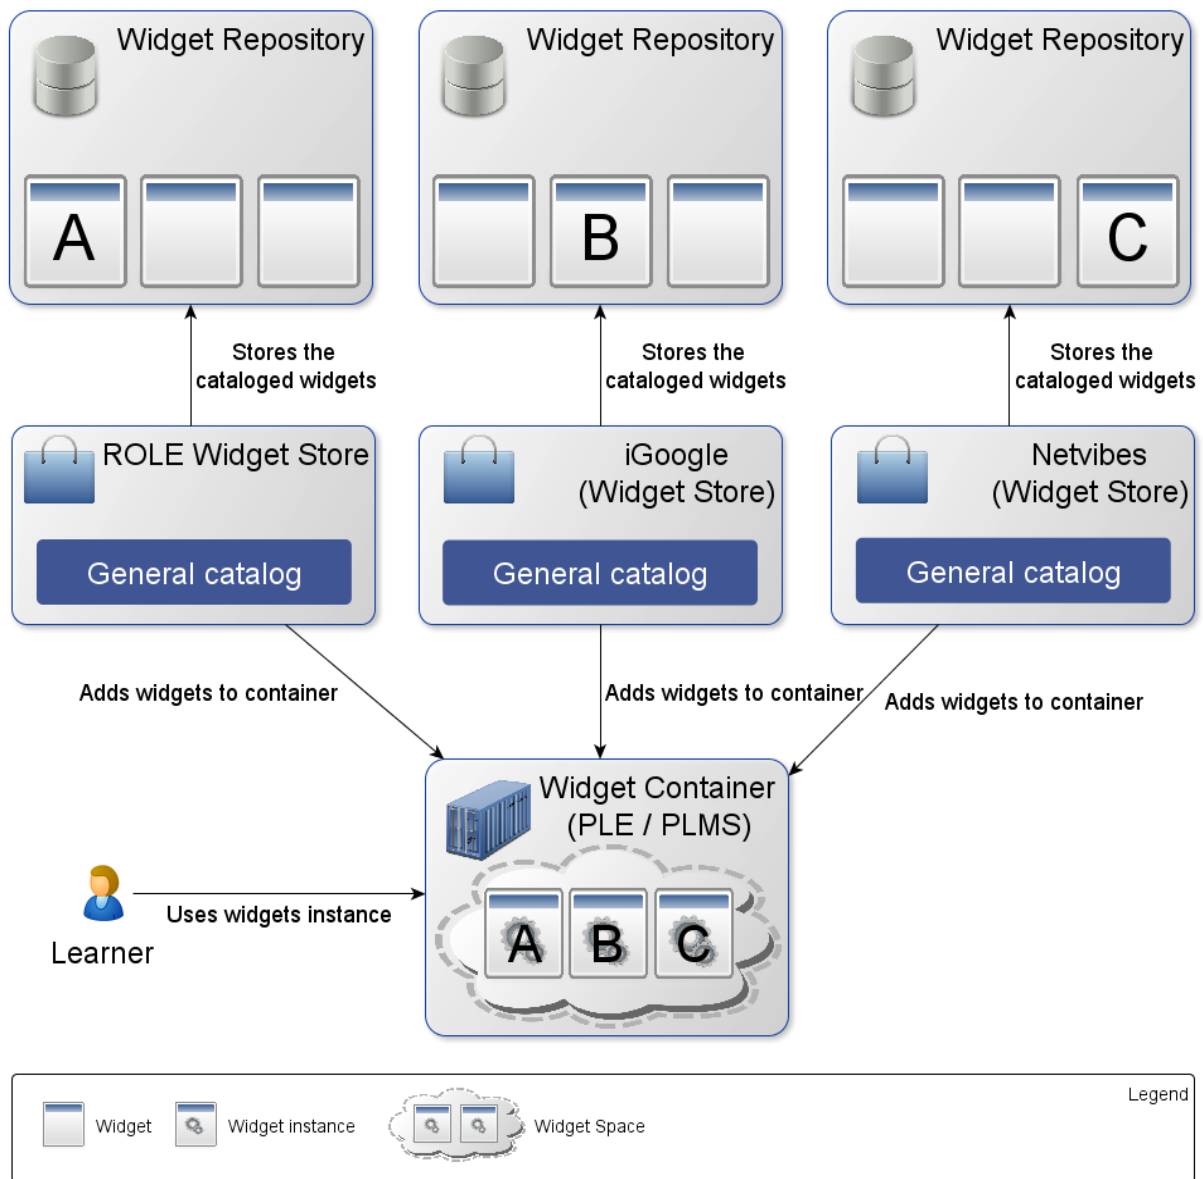 Widget Repository
Widget Repository
Widget Repository
A
B
C
Stores the
cataloged widgets
Stores the
cataloged widgets
Stores the
cataloged widgets
ROLE Widget Store
General catalog
iGoogle
(Widget Store)
General catalog
Netvibes
(Widget Store)
General catalog
Adds widgets to container
Adds widgets to container
Adds widgets to container
Widget Container
(PLE / PLMS)
A
B
C
Uses widgets instance
Learner
Legend
Widget
Widget instance
Widget Space